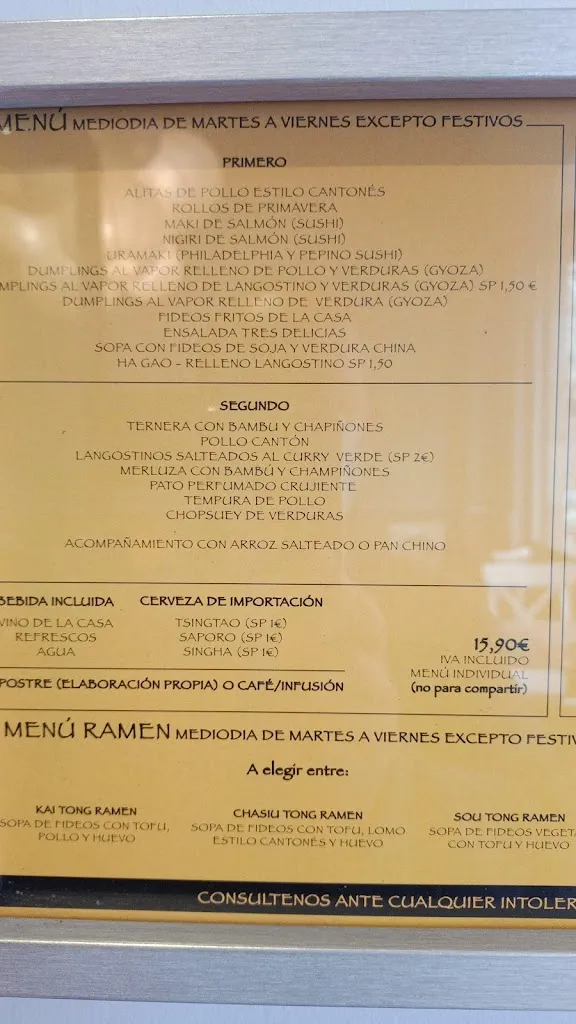 MENÚ MEDIODIA DE MARTES A VIERNES EXCEPTO FESTIVOS
PRIMERO
ALITAS DE POLLO ESTILO CANTONÉS
ROLLOS DE PRIMAVERA
MAKI DE SALMÓN (SUSHI)
NIGIRI DE SALMÓN (SUSHI)
URAMAKI (PHILADELPHIA Y PEPINO SUSHI)
DUMPLINGS AL VAPOR RELLENO DE POLLO Y VERDURAS (GYOZA)
MPLINGS AL VAPOR RELLENO DE LANGOSTINO Y VERDURAS (GYOZA) SP 1,50 €
DUMPLINGS AL VAPOR RELLENO DE VERDURA (GYOZA)
FIDEOS FRITOS DE LA CASA
ENSALADA TRES DELICIAS
SOPA CON FIDEOS DE SOJA Y VERDURA CHINA
HA GAO - RELLENO LANGOSTINO SP 1,50
SEGUNDO
TERNERA CON BAMBU Y CHAPIÑONES
POLLO CANTÓN
LANGOSTINOS SALTEADOS AL CURRY VERDE (SP 2€)
MERLUZA CON BAMBÚ Y CHAMPIÑONES
PATO PERFUMADO CRUJIENTE
TEMPURA DE POLLO
CHOPSUEY DE VERDURAS
ACOMPAÑAMIENTO CON ARROZ SALTEADO O PAN CHINO
BEBIDA INCLUIDA
VINO DE LA CASA
REFRESCOS
AGUA
CERVEZA DE IMPORTACIÓN
TSINGTAO (SP 1€)
SAPORO (SP 1€)
SINGHA (SP 1€)
15,90€
IVA INCLUIDO
MENÚ INDIVIDUAL
(no para compartir)
POSTRE (ELABORACIÓN PROPIA) O CAFÉ/INFUSIÓN
MENÚ RAMEN MEDIODIA DE MARTES A VIERNES EXCEPTO FESTIV
A elegir entre:
KAI TONG RAMEN
SOPA DE FIDEOS CON TOFU,
POLLO Y HUEVO
CHASIU TONG RAMEN
SOPA DE FIDEOS CON TOFU, LOMO
ESTILO CANTONÉS Y HUEVO
SOU TONG RAMEN
SOPA DE FIDEOS VEGETA
CON TOFU Y HUEVO
CONSULTENOS ANTE CUALQUIER INTOLER